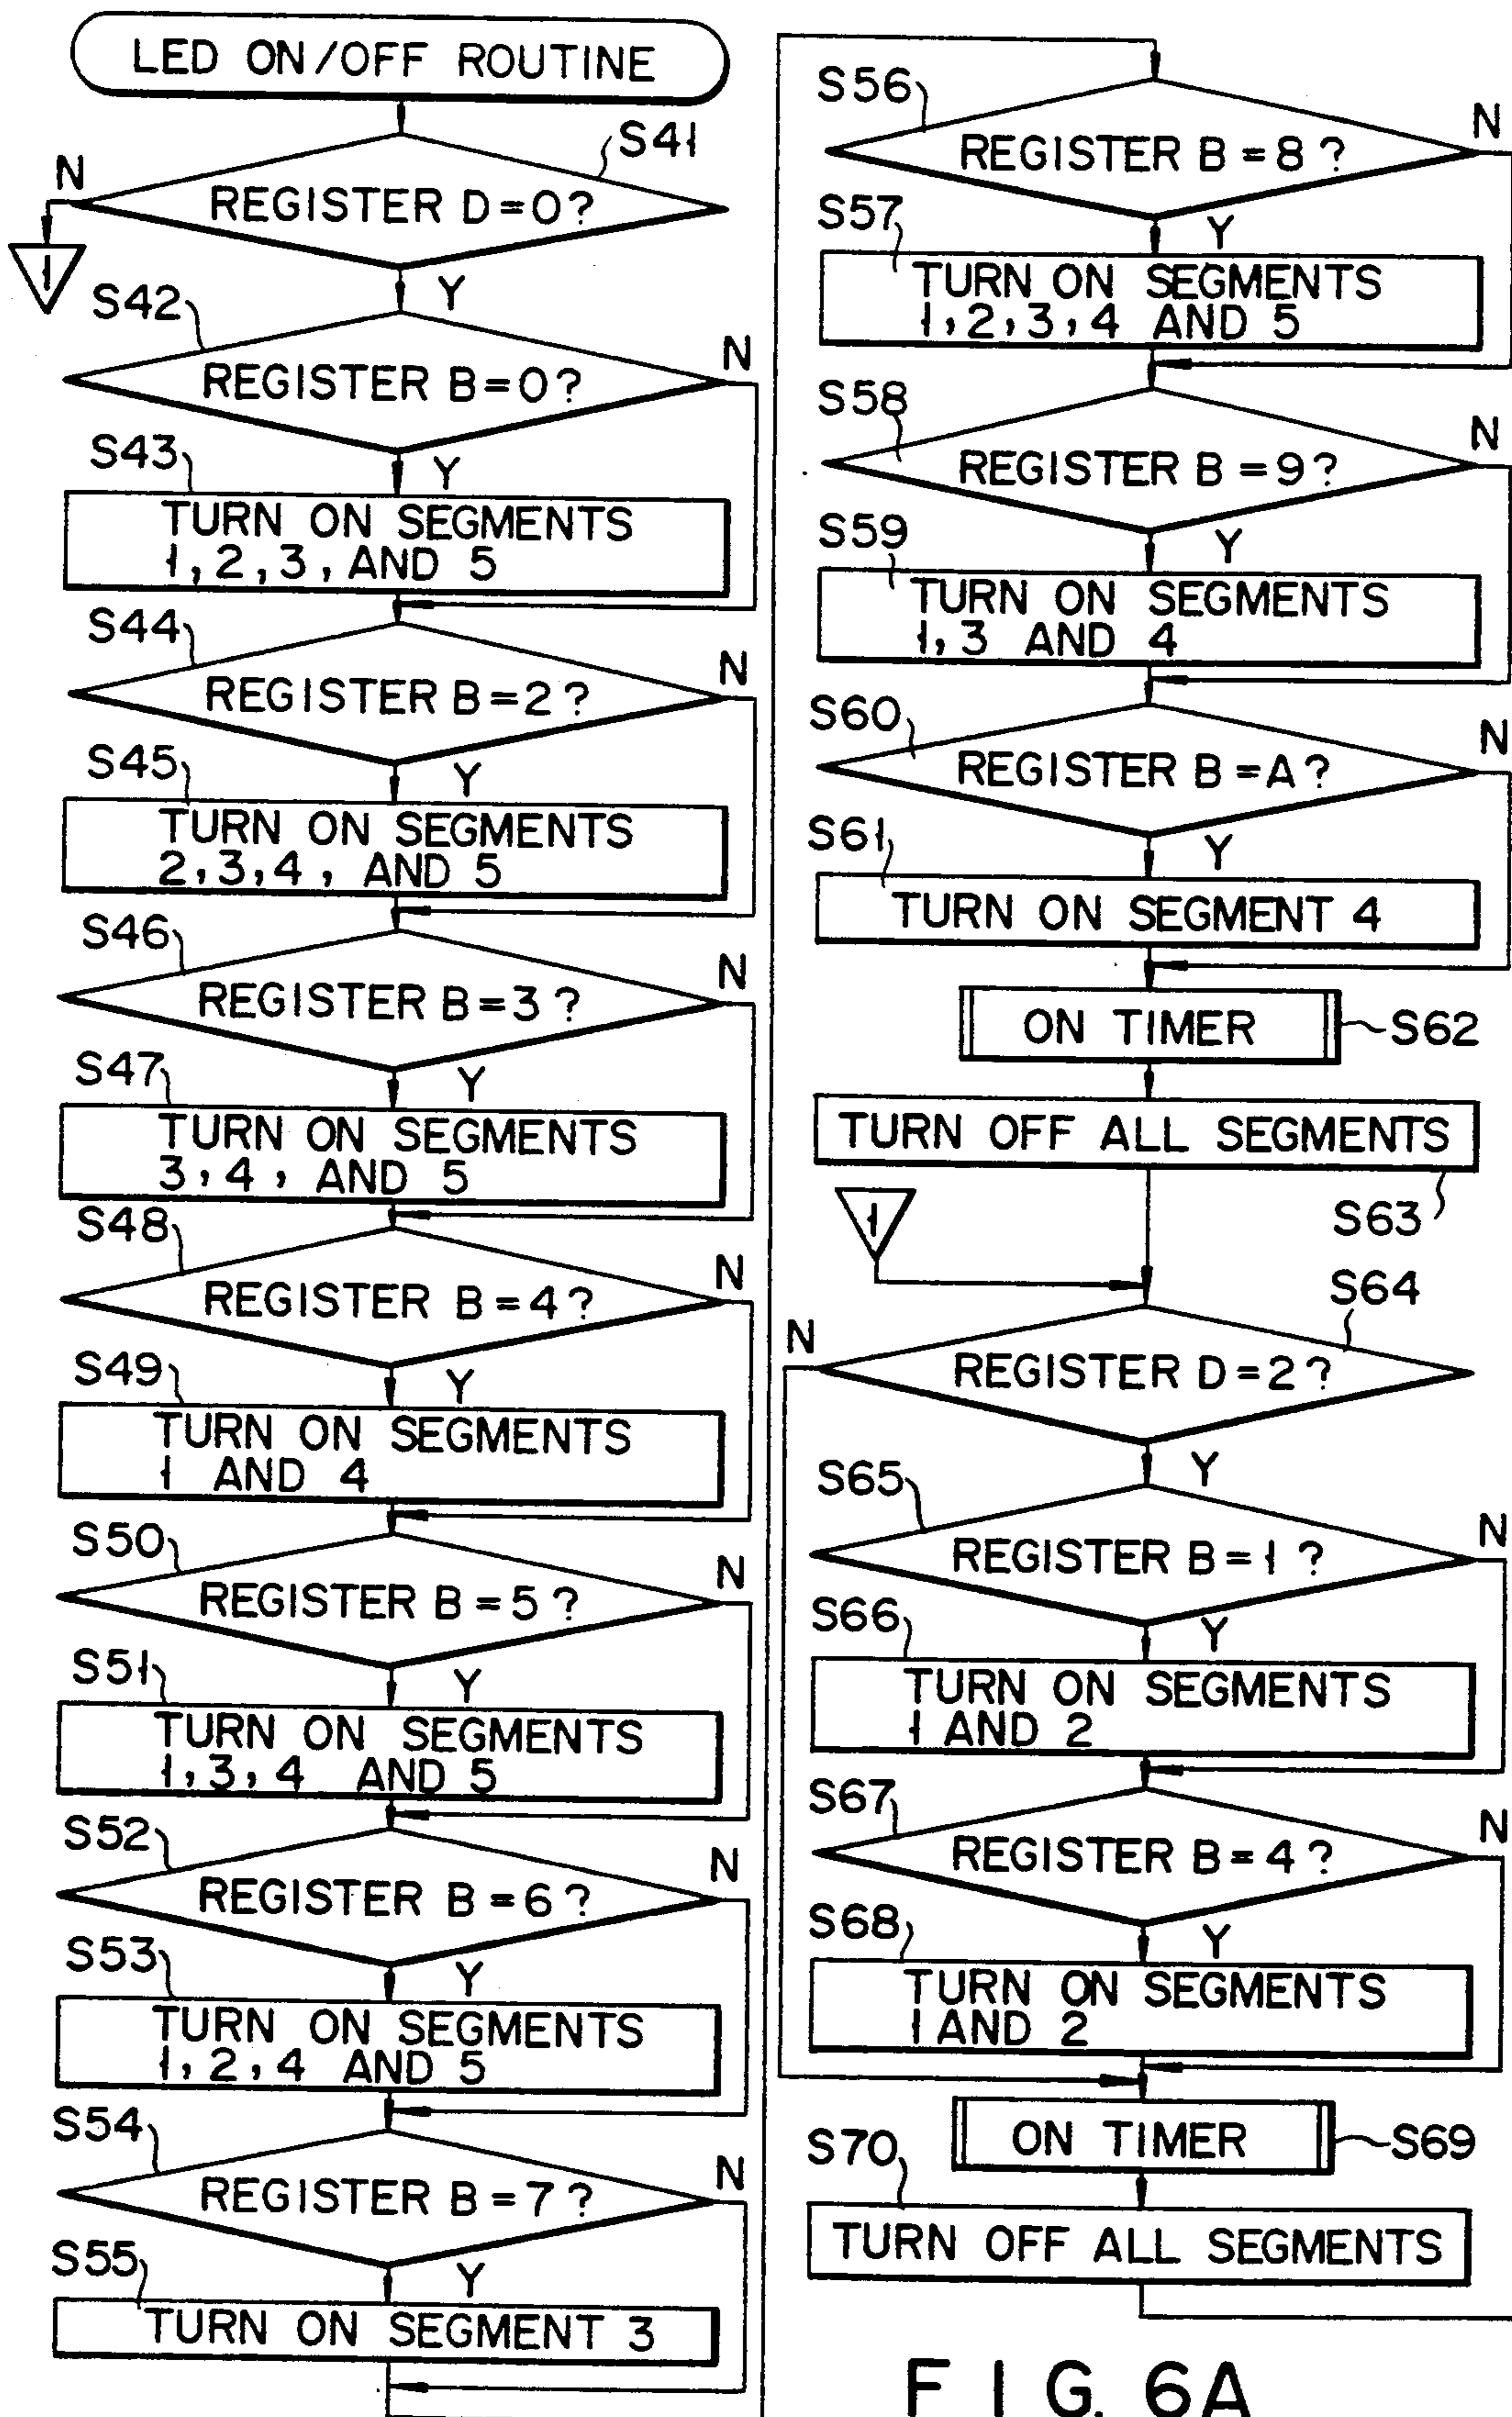 LED ON/OFF ROUTINE
S41
N
REGISTER D=0?
1
Y
S42
N
REGISTER B=0?
S43
Y
TURN ON SEGMENTS
1,2,3, AND 5
S44
N
REGISTER B=2?
S45
Y
TURN ON SEGMENTS
2,3,4, AND 5
S46
N
REGISTER B=3?
S47
Y
TURN ON SEGMENTS
3,4, AND 5
S48
N
REGISTER B=4?
S49
Y
TURN ON SEGMENTS
1 AND 4
S50
N
REGISTER B=5?
S51
Y
TURN ON SEGMENTS
1,3,4 AND 5
S52
N
REGISTER B=6?
S53
Y
TURN ON SEGMENTS
1,2,4 AND 5
S54
N
REGISTER B=7?
S55
Y
TURN ON SEGMENT 3
S56
N
REGISTER B=8?
S57
Y
TURN ON SEGMENTS
1,2,3,4 AND 5
S58
N
REGISTER B=9?
S59
Y
TURN ON SEGMENTS
1,3 AND 4
S60
N
REGISTER B=A?
S61
Y
TURN ON SEGMENT 4
ON TIMER
S62
TURN OFF ALL SEGMENTS
S63
1
S64
N
REGISTER D=2?
Y
S65
N
REGISTER B=1?
S66
Y
TURN ON SEGMENTS
1 AND 2
S67
N
REGISTER B=4?
S68
Y
TURN ON SEGMENTS
1 AND 2
ON TIMER
S69
S70
TURN OFF ALL SEGMENTS
FIG. 6A